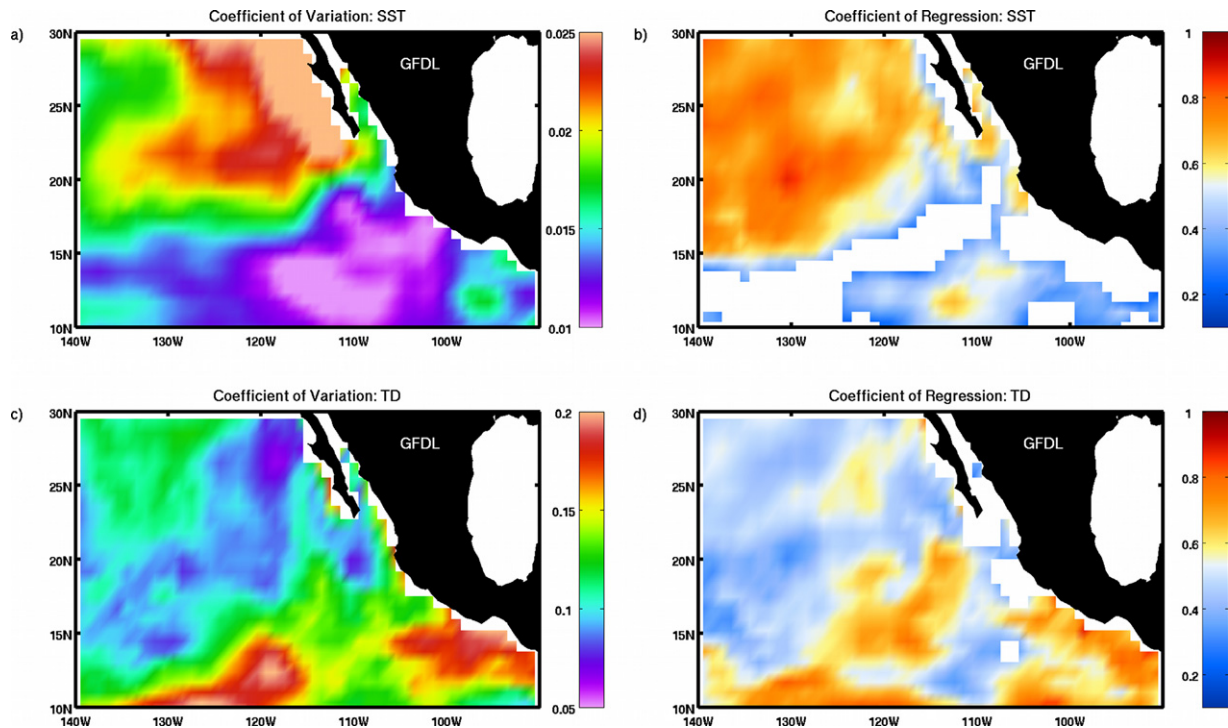 Coefficient of Variation: SST
a)
30N
25N
20N
15N
10N
140W 130W 120W 110W 100W
GFDL
0.025
0.02
0.015
0.01
Coefficient of Regression: SST
b)
30N
25N
20N
15N
10N
140W 130W 120W 110W 100W
GFDL
1
0.8
0.6
0.4
0.2
Coefficient of Variation: TD
c)
30N
25N
20N
15N
10N
140W 130W 120W 110W 100W
GFDL
0.2
0.15
0.1
0.05
Coefficient of Regression: TD
d)
30N
25N
20N
15N
10N
140W 130W 120W 110W 100W
GFDL
1
0.8
0.6
0.4
0.2